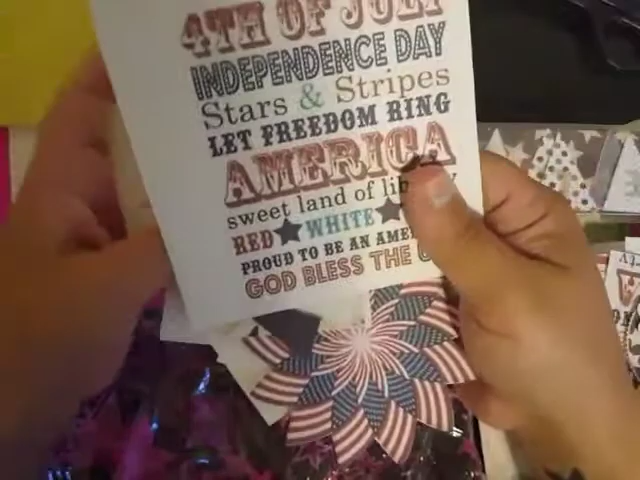 4TH OF JULY
INDEPENDENCE DAY
Stars & Stripes
LET FREEDOM RING
AMERICA
sweet land of
RED★WHITE★
PROUD TO BE AN
GOD BLESS THE